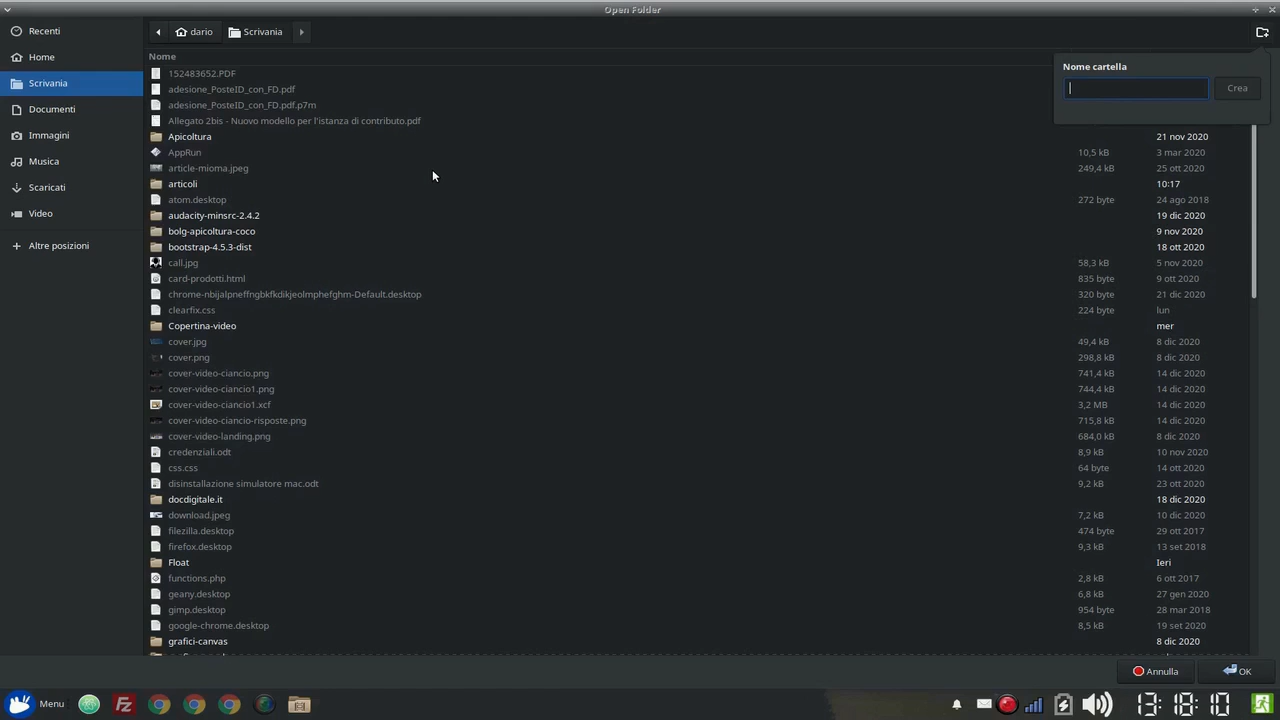 Open Folder
Recenti
Home
Scrivania
Documenti
Immagini
Musica
Scaricati
Video
Altre posizioni
dario Scrivania
Nome
Nome cartella
Crea
152483652.PDF
adesione_PosteID_con_FD.pdf
adesione_PosteID_con_FD.pdf.p7m
Allegato 2bis - Nuovo modello per l'istanza di contributo.pdf
Apicoltura 21 nov 2020
AppRun 10,5 kB 3 mar 2020
article-mioma.jpeg 249,4 kB 25 ott 2020
articoli 10:17
atom.desktop 272 byte 24 ago 2018
audacity-minsrc-2.4.2 19 dic 2020
bolg-apicoltura-coco 9 nov 2020
bootstrap-4.5.3-dist 18 ott 2020
call.jpg 58,3 kB 5 nov 2020
card-prodotti.html 835 byte 9 ott 2020
chrome-nbijalpneffngbkfkdikjeolmphefghm-Default.desktop 320 byte 21 dic 2020
clearfix.css 224 byte lun
Copertina-video mer
cover.jpg 49,4 kB 8 dic 2020
cover.png 298,8 kB 8 dic 2020
cover-video-ciancio.png 741,4 kB 14 dic 2020
cover-video-ciancio1.png 744,4 kB 14 dic 2020
cover-video-ciancio1.xcf 3,2 MB 14 dic 2020
cover-video-ciancio-risposte.png 715,8 kB 14 dic 2020
cover-video-landing.png 684,0 kB 8 dic 2020
credenziali.odt 8,9 kB 10 nov 2020
css.css 64 byte 14 ott 2020
disinstallazione simulatore mac.odt 9,2 kB 23 ott 2020
docdigitale.it 18 dic 2020
download.jpeg 7,2 kB 10 dic 2020
filezilla.desktop 474 byte 29 ott 2017
firefox.desktop 9,3 kB 13 set 2018
Float Ieri
functions.php 2,8 kB 6 ott 2017
geany.desktop 6,8 kB 27 gen 2020
gimp.desktop 954 byte 28 mar 2018
google-chrome.desktop 8,5 kB 19 set 2020
grafici-canvas 8 dic 2020
Annulla OK
Menu 13:18:10